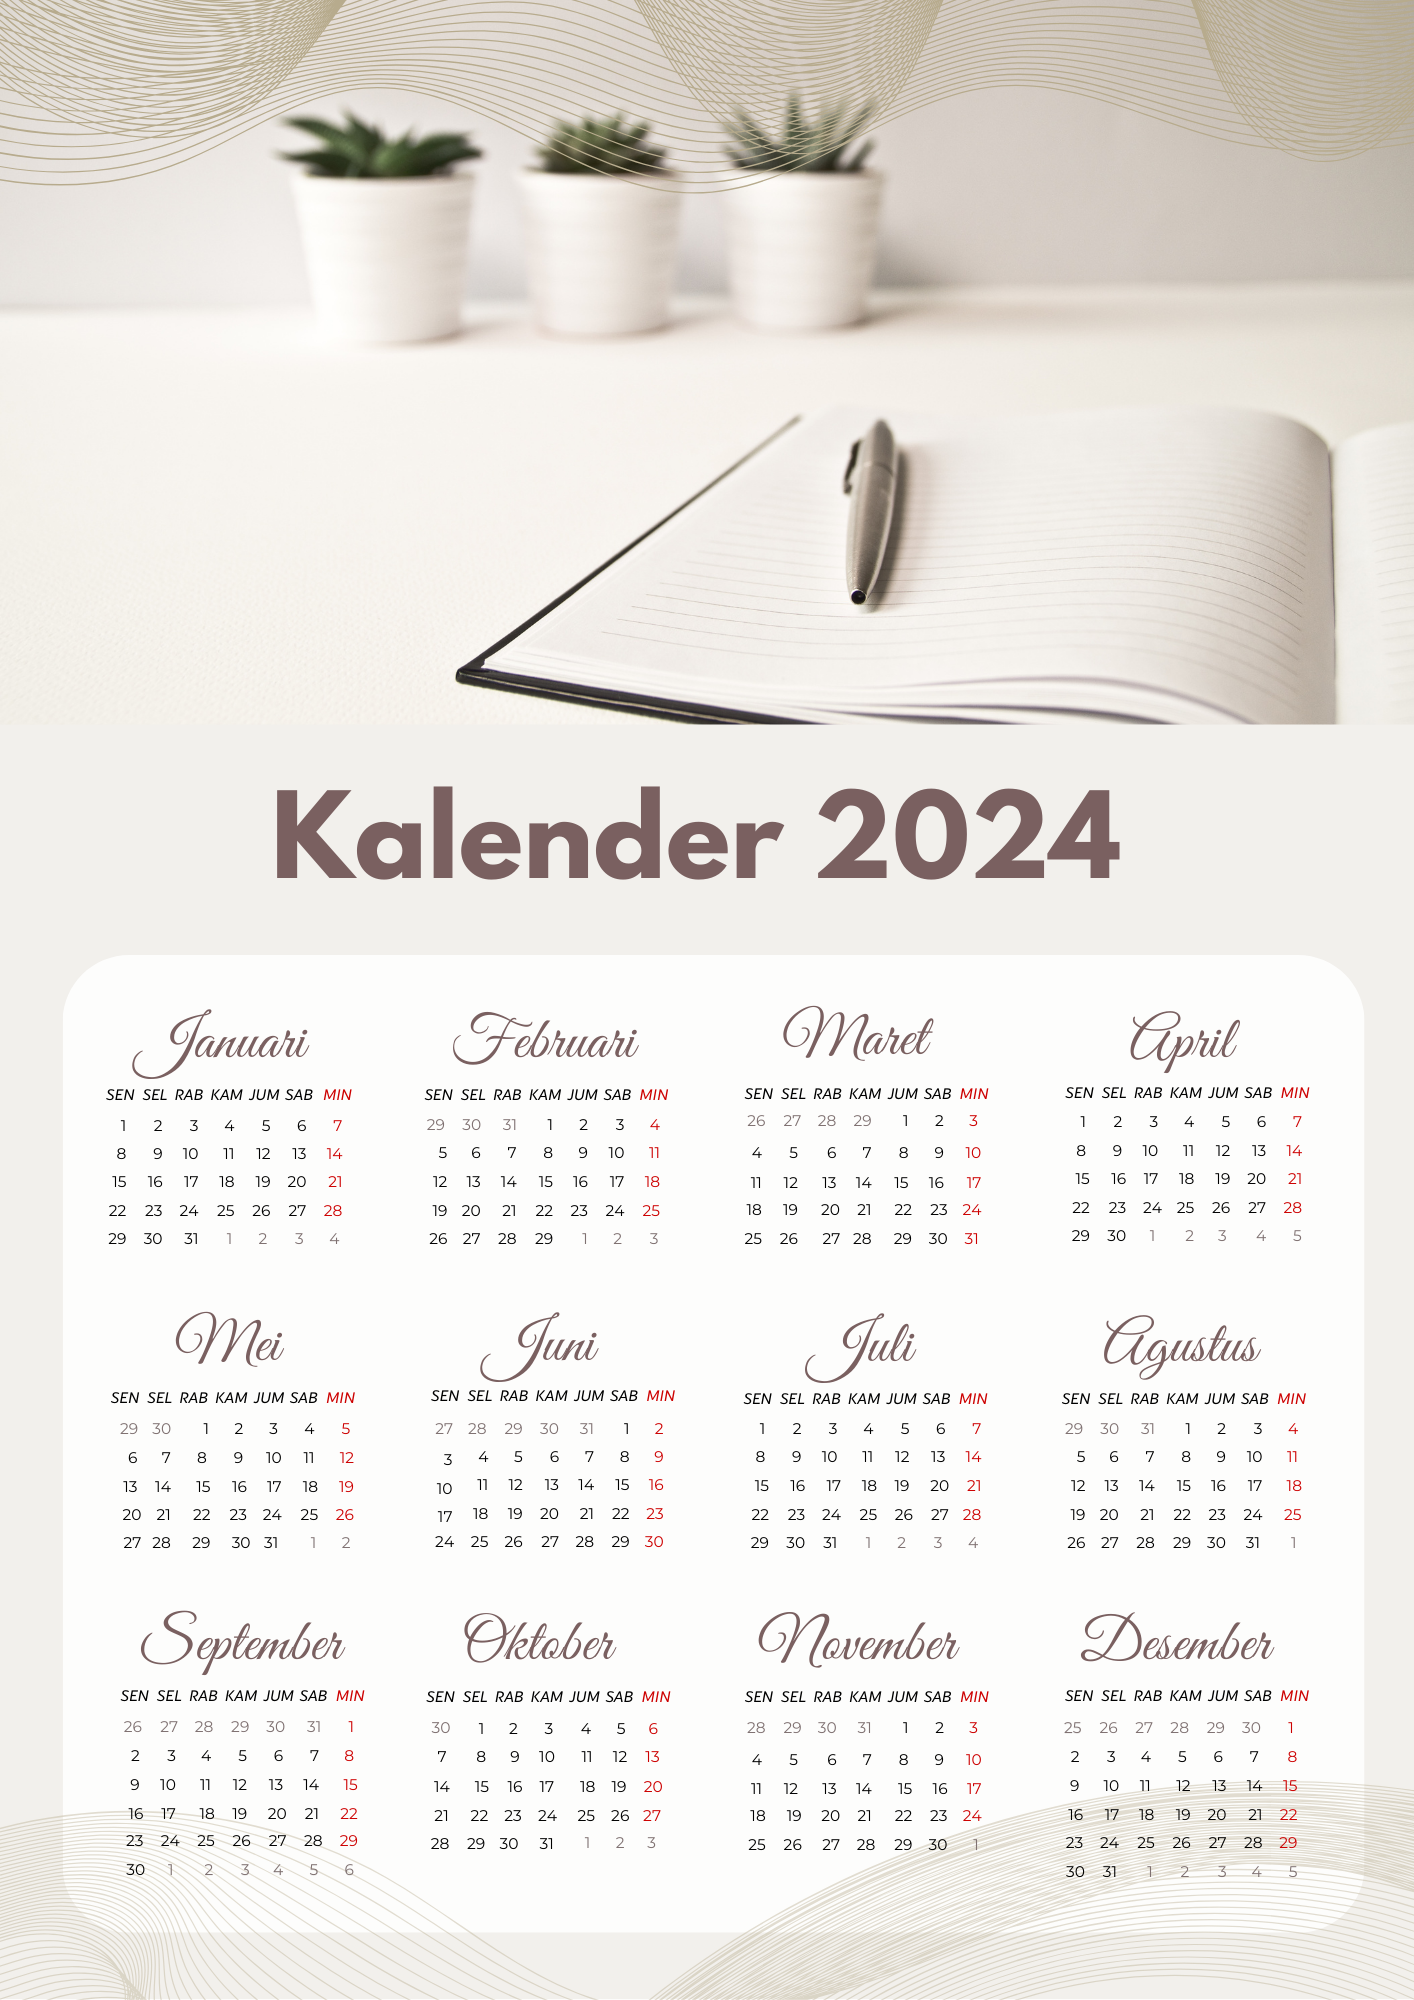 Kalender 2024
Januari
SEN SEL RAB KAM JUM SAB MIN
1 2 3 4 5 6 7
8 9 10 11 12 13 14
15 16 17 18 19 20 21
22 23 24 25 26 27 28
29 30 31 1 2 3 4
Februari
SEN SEL RAB KAM JUM SAB MIN
29 30 31 1 2 3 4
5 6 7 8 9 10 11
12 13 14 15 16 17 18
19 20 21 22 23 24 25
26 27 28 29 1 2 3
Maret
SEN SEL RAB KAM JUM SAB MIN
26 27 28 29 1 2 3
4 5 6 7 8 9 10
11 12 13 14 15 16 17
18 19 20 21 22 23 24
25 26 27 28 29 30 31
April
SEN SEL RAB KAM JUM SAB MIN
1 2 3 4 5 6 7
8 9 10 11 12 13 14
15 16 17 18 19 20 21
22 23 24 25 26 27 28
29 30 1 2 3 4 5
Mei
SEN SEL RAB KAM JUM SAB MIN
29 30 1 2 3 4 5
6 7 8 9 10 11 12
13 14 15 16 17 18 19
20 21 22 23 24 25 26
27 28 29 30 31 1 2
Juni
SEN SEL RAB KAM JUM SAB MIN
27 28 29 30 31 1 2
3 4 5 6 7 8 9
10 11 12 13 14 15 16
17 18 19 20 21 22 23
24 25 26 27 28 29 30
Juli
SEN SEL RAB KAM JUM SAB MIN
1 2 3 4 5 6 7
8 9 10 11 12 13 14
15 16 17 18 19 20 21
22 23 24 25 26 27 28
29 30 31 1 2 3 4
Agustus
SEN SEL RAB KAM JUM SAB MIN
29 30 31 1 2 3 4
5 6 7 8 9 10 11
12 13 14 15 16 17 18
19 20 21 22 23 24 25
26 27 28 29 30 31 1
September
SEN SEL RAB KAM JUM SAB MIN
26 27 28 29 30 31 1
2 3 4 5 6 7 8
9 10 11 12 13 14 15
16 17 18 19 20 21 22
23 24 25 26 27 28 29
30 1 2 3 4 5 6
Oktober
SEN SEL RAB KAM JUM SAB MIN
30 1 2 3 4 5 6
7 8 9 10 11 12 13
14 15 16 17 18 19 20
21 22 23 24 25 26 27
28 29 30 31 1 2 3
November
SEN SEL RAB KAM JUM SAB MIN
28 29 30 31 1 2 3
4 5 6 7 8 9 10
11 12 13 14 15 16 17
18 19 20 21 22 23 24
25 26 27 28 29 30 1
Desember
SEN SEL RAB KAM JUM SAB MIN
25 26 27 28 29 30 1
2 3 4 5 6 7 8
9 10 11 12 13 14 15
16 17 18 19 20 21 22
23 24 25 26 27 28 29
30 31 1 2 3 4 5